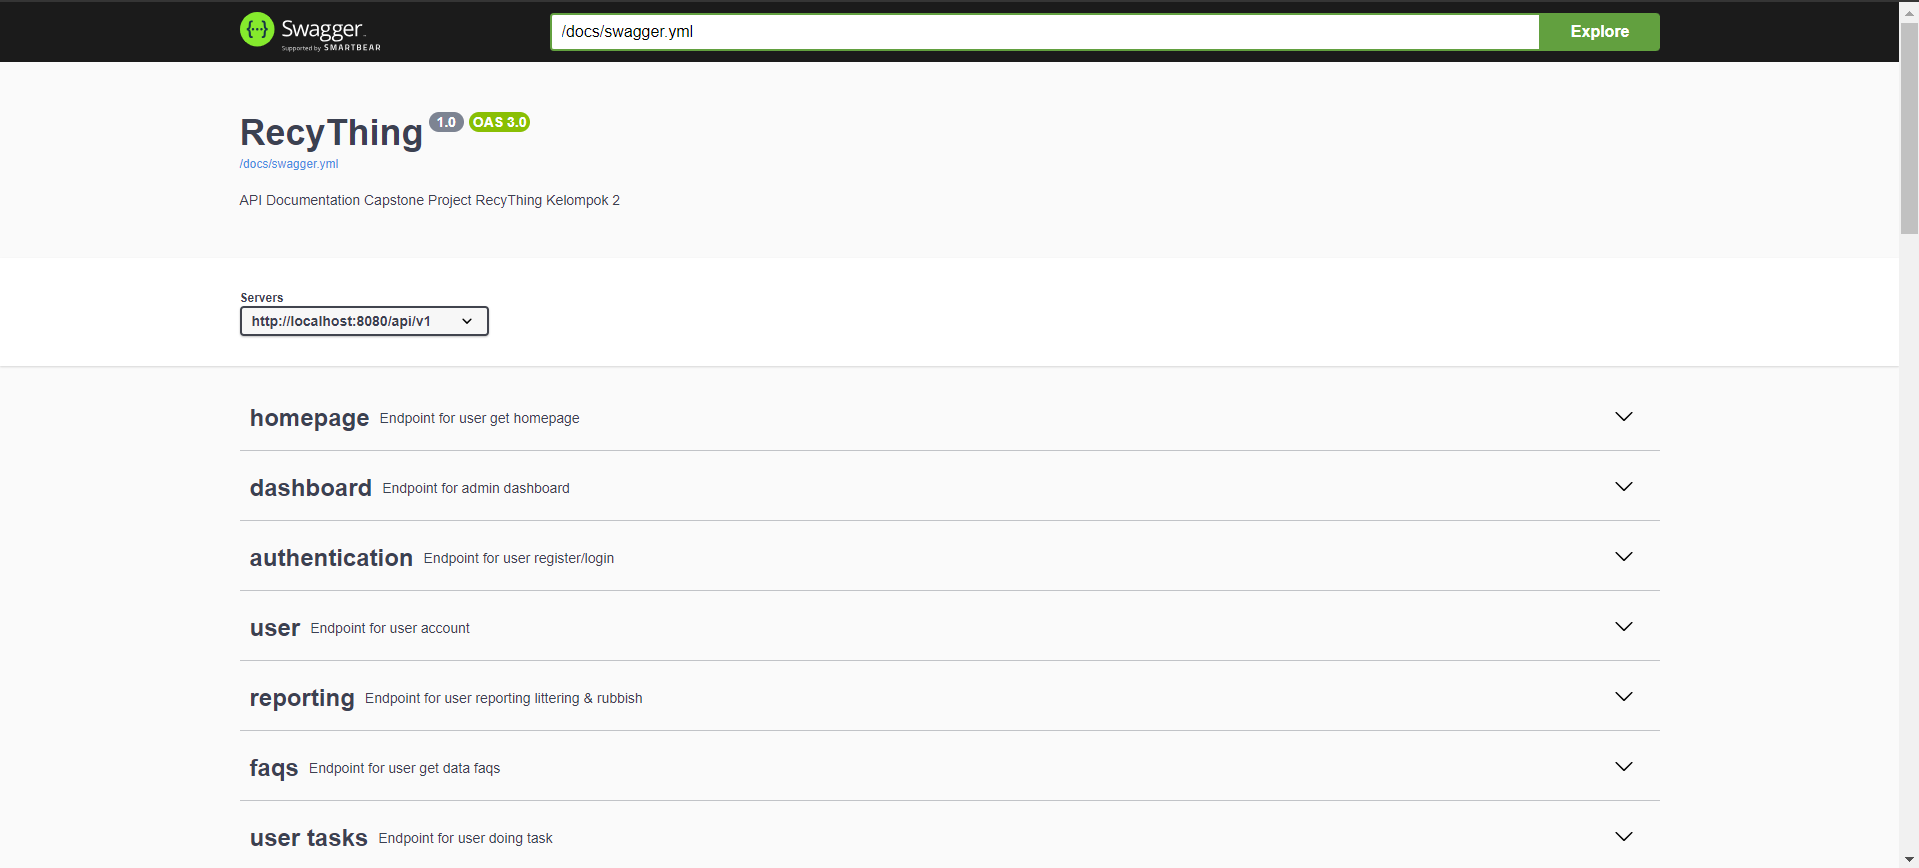 Swagger
Supported by SMARTBEAR
/docs/swagger.yml
Explore
RecyThing 1.0 OAS 3.0
/docs/swagger.yml
API Documentation Capstone Project RecyThing Kelompok 2
Servers
http://localhost:8080/api/v1
homepage Endpoint for user get homepage
dashboard Endpoint for admin dashboard
authentication Endpoint for user register/login
user Endpoint for user account
reporting Endpoint for user reporting littering & rubbish
faqs Endpoint for user get data faqs
user tasks Endpoint for user doing task